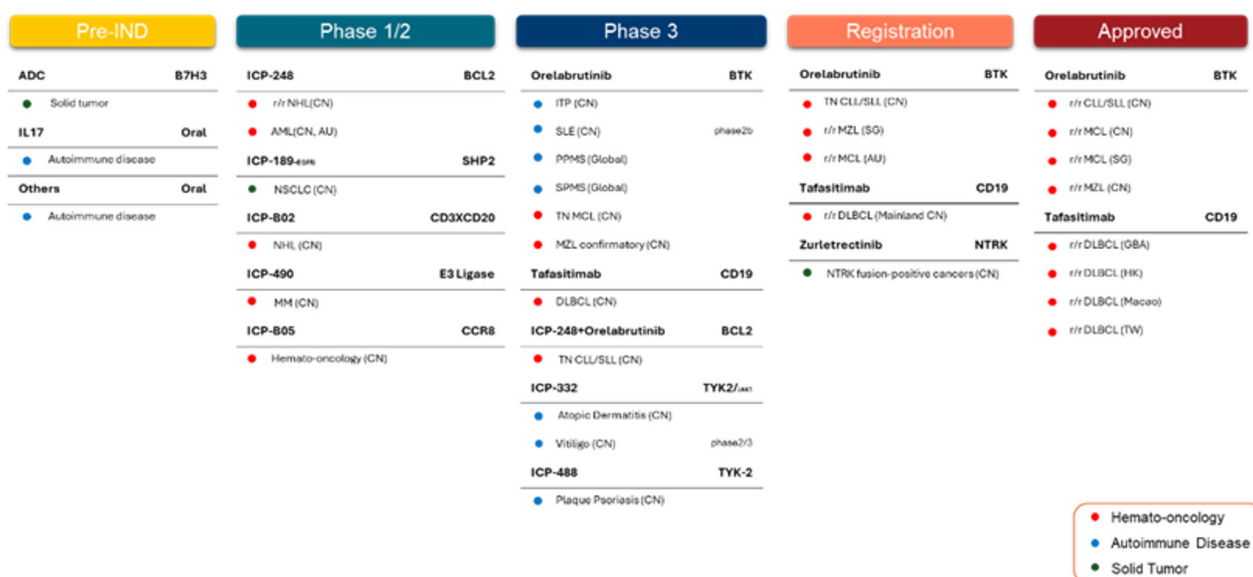 Pre-IND
ADC B7H3
Solid tumor
IL17 Oral
Autoimmune disease
Others Oral
Autoimmune disease
Phase 1/2
ICP-248 BCL2
r/r NHL(CN)
AML(CN, AU)
ICP-189+EGFRi SHP2
NSCLC (CN)
ICP-B02 CD3XCD20
NHL (CN)
ICP-490 E3 Ligase
MM (CN)
ICP-B05 CCR8
Hemato-oncology (CN)
Phase 3
Orelabrutinib BTK
ITP (CN)
SLE (CN) phase2b
PPMS (Global)
SPMS (Global)
TN MCL (CN)
MZL confirmatory (CN)
Tafasitimab CD19
DLBCL (CN)
ICP-248+Orelabrutinib BCL2
TN CLL/SLL (CN)
ICP-332 TYK2/JAK1
Atopic Dermatitis (CN)
Vitiligo (CN) phase2/3
ICP-488 TYK-2
Plaque Psoriasis (CN)
Registration
Orelabrutinib BTK
TN CLL/SLL (CN)
r/r MZL (SG)
r/r MCL (AU)
Tafasitimab CD19
r/r DLBCL (Mainland CN)
Zurletrectinib NTRK
NTRK fusion-positive cancers (CN)
Approved
Orelabrutinib BTK
r/r CLL/SLL (CN)
r/r MCL (CN)
r/r MCL (SG)
r/r MZL (CN)
Tafasitimab CD19
r/r DLBCL (GBA)
r/r DLBCL (HK)
r/r DLBCL (Macao)
r/r DLBCL (TW)
Hemato-oncology
Autoimmune Disease
Solid Tumor